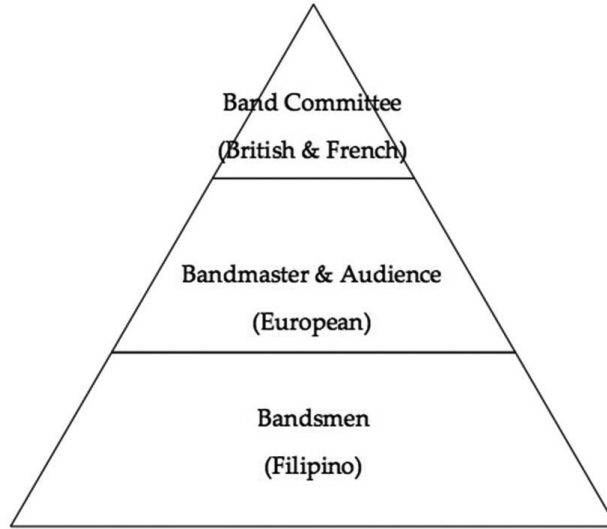 Band Committee
(British & French)
Bandmaster & Audience
(European)
Bandsmen
(Filipino)